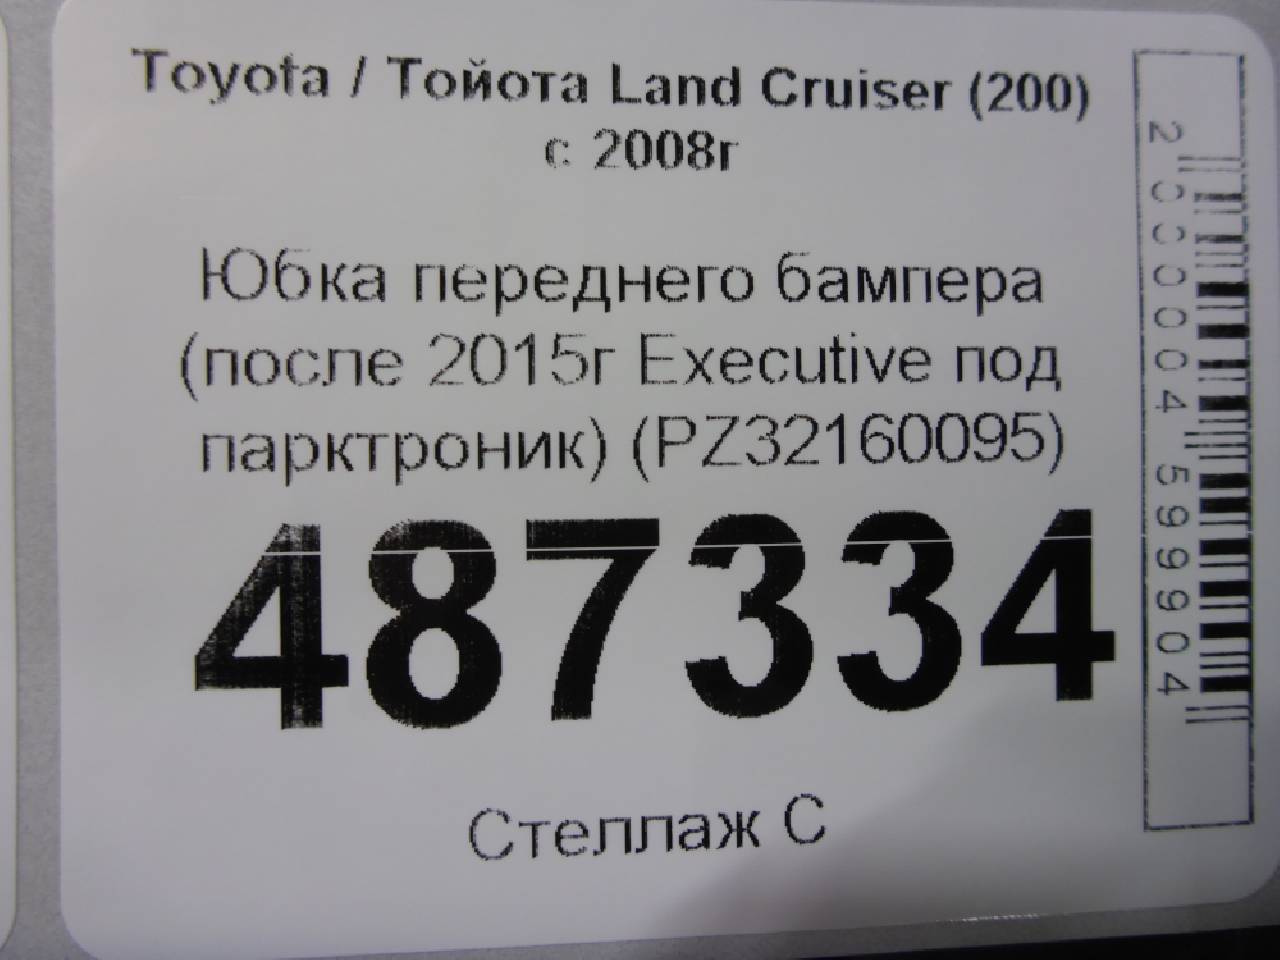 Toyota / Тойота Land Cruiser (200)
с 2008г
Юбка переднего бампера
(после 2015г Executive под
парктроник) (PZ32160095)
487334
Стеллаж С
2000004599904